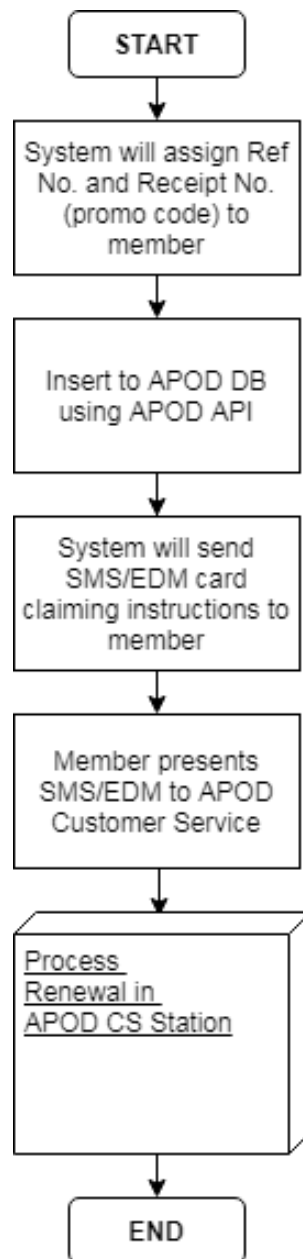 START
System will assign Ref
No. and Receipt No.
(promo code) to
member
Insert to APOD DB
using APOD API
System will send
SMS/EDM card
claiming instructions to
member
Member presents
SMS/EDM to APOD
Customer Service
Process
Renewal in
APOD CS Station
END